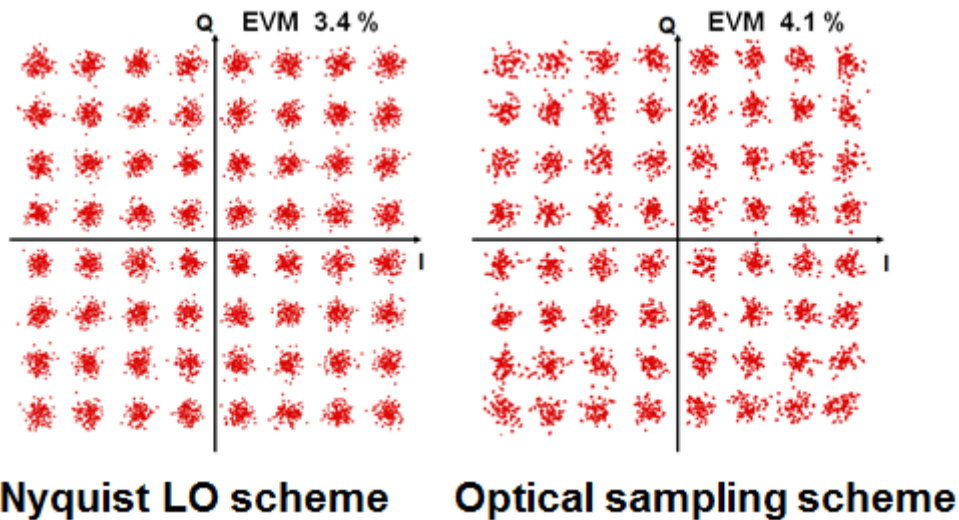 Q EVM 3.4 %
I
Nyquist LO scheme
Q EVM 4.1 %
I
Optical sampling scheme